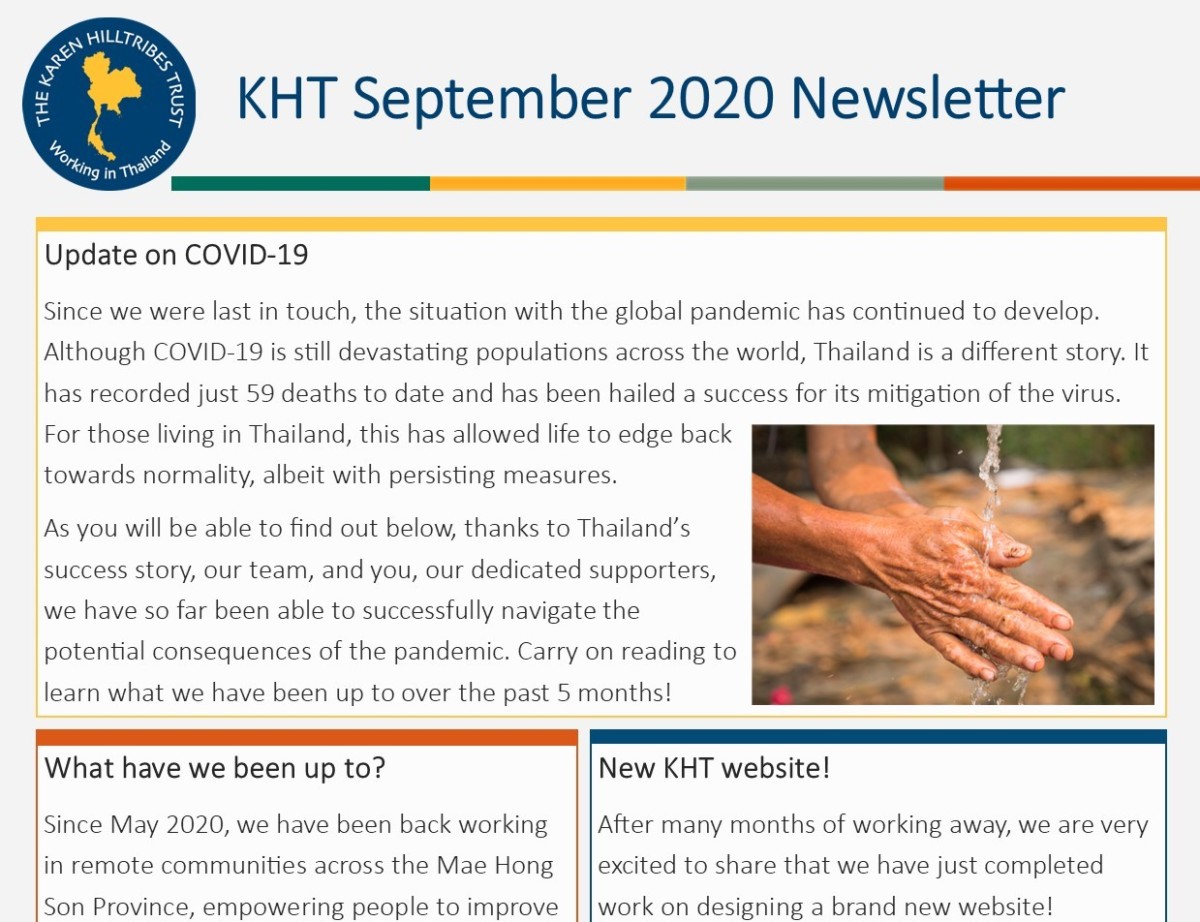 THE KAREN HILLTRIBES TRUST
Working in Thailand
KHT September 2020 Newsletter
Update on COVID-19
Since we were last in touch, the situation with the global pandemic has continued to develop.
Although COVID-19 is still devastating populations across the world, Thailand is a different story. It
has recorded just 59 deaths to date and has been hailed a success for its mitigation of the virus.
For those living in Thailand, this has allowed life to edge back
towards normality, albeit with persisting measures.
As you will be able to find out below, thanks to Thailand’s
success story, our team, and you, our dedicated supporters,
we have so far been able to successfully navigate the
potential consequences of the pandemic. Carry on reading to
learn what we have been up to over the past 5 months!
What have we been up to?
Since May 2020, we have been back working
in remote communities across the Mae Hong
Son Province, empowering people to improve
New KHT website!
After many months of working away, we are very
excited to share that we have just completed
work on designing a brand new website!